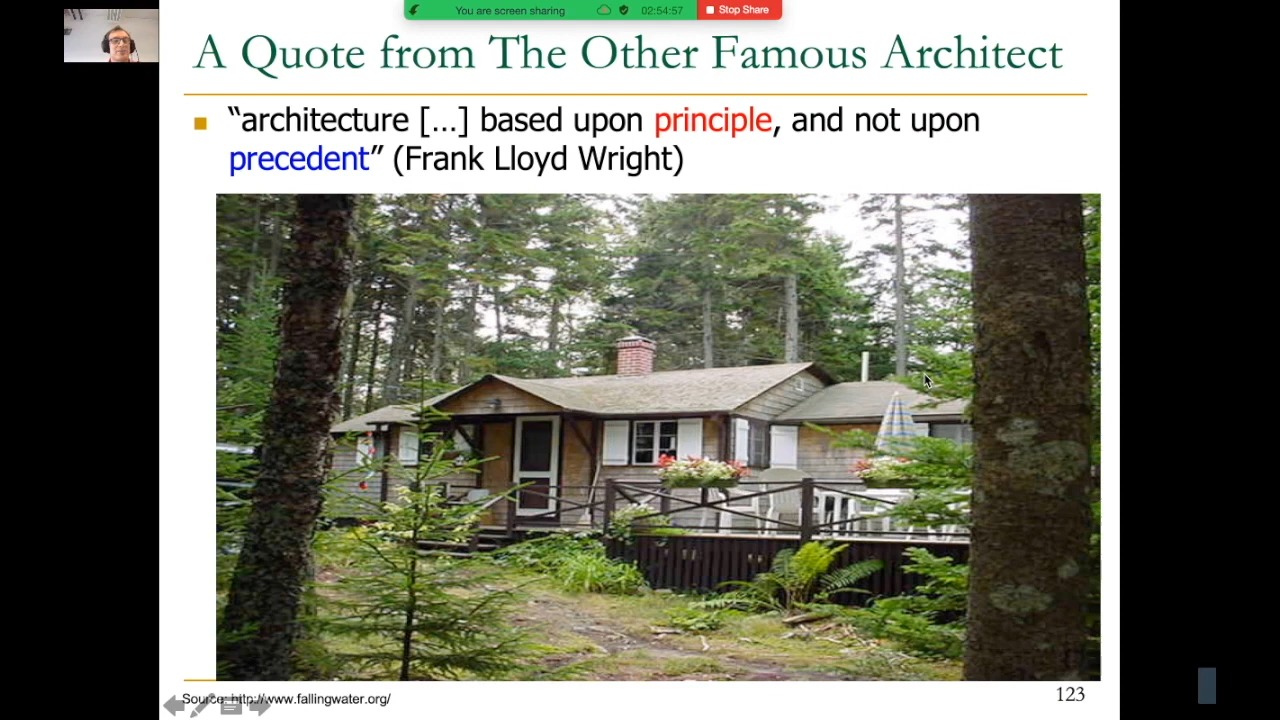 You are screen sharing 02:54:57 Stop Share
A Quote from The Other Famous Architect
“architecture […] based upon principle, and not upon
precedent” (Frank Lloyd Wright)
Source: http://www.fallingwater.org/
123